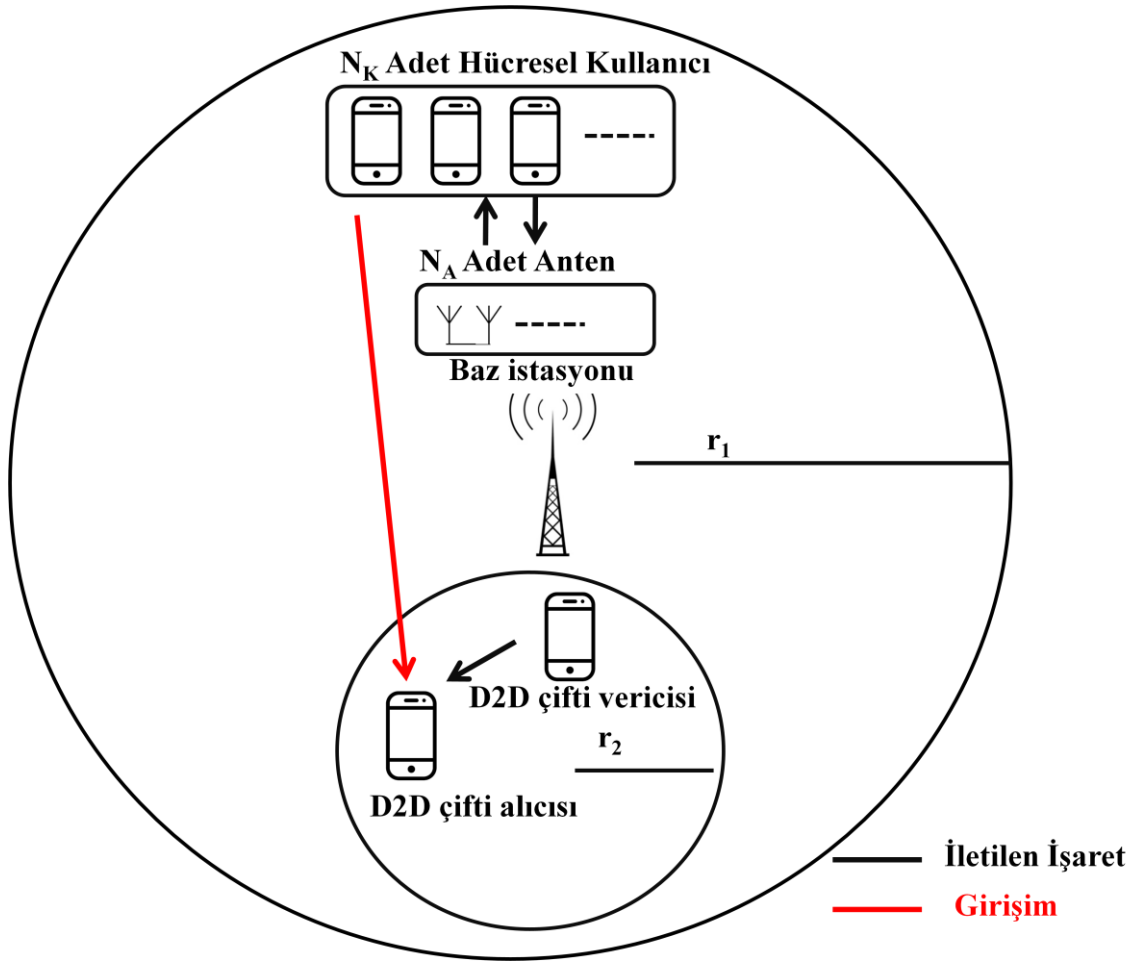 N_K Adet Hücresel Kullanıcı
N_A Adet Anten
Baz istasyonu
r_1
D2D çifti vericisi
r_2
D2D çifti alıcısı
İletilen İşaret
Girişim